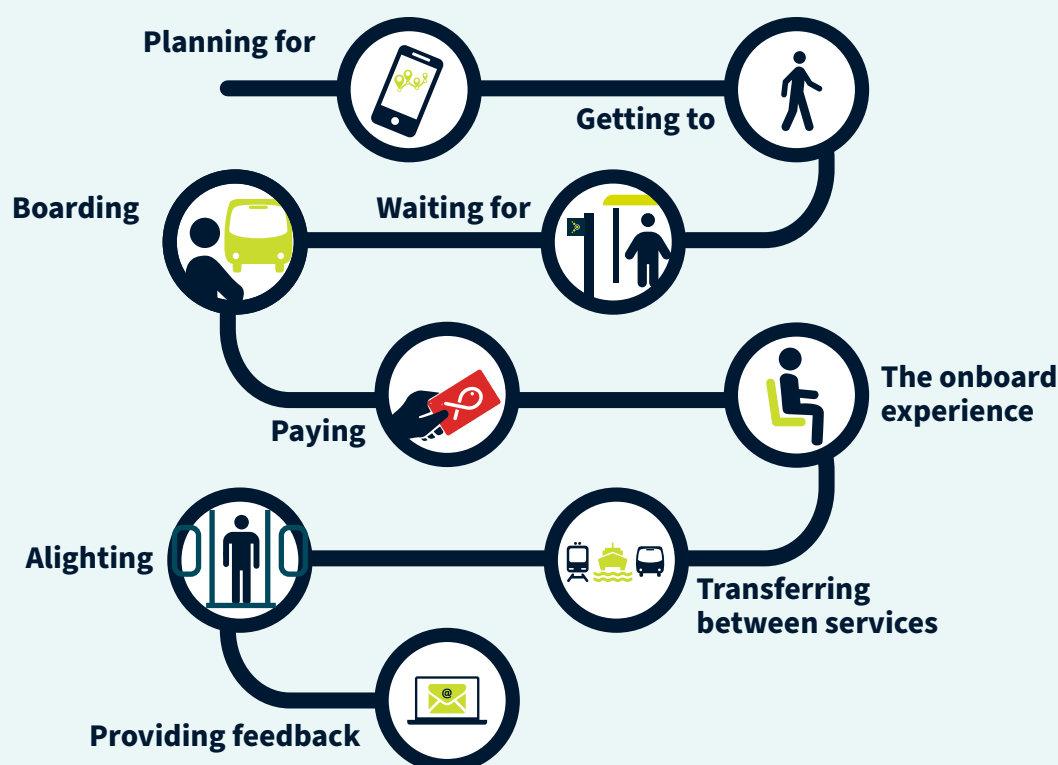 Planning for
Getting to
Waiting for
Boarding
Paying
The onboard
experience
Transferring
between services
Alighting
@
Providing feedback